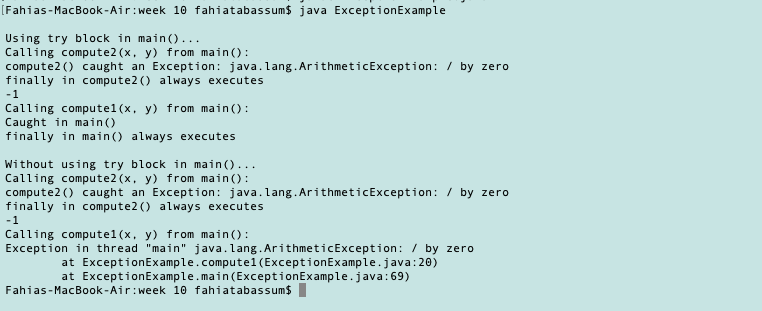 [Fahias-MacBook-Air:week 10 fahiatabassum$ java ExceptionExample
Using try block in main()...
Calling compute2(x, y) from main():
compute2() caught an Exception: java.lang.ArithmeticException: / by zero
finally in compute2() always executes
-1
Calling compute1(x, y) from main():
Caught in main()
finally in main() always executes
Without using try block in main()...
Calling compute2(x, y) from main():
compute2() caught an Exception: java.lang.ArithmeticException: / by zero
finally in compute2() always executes
-1
Calling compute1(x, y) from main():
Exception in thread "main" java.lang.ArithmeticException: / by zero
        at ExceptionExample.compute1(ExceptionExample.java:20)
        at ExceptionExample.main(ExceptionExample.java:69)
Fahias-MacBook-Air:week 10 fahiatabassum$